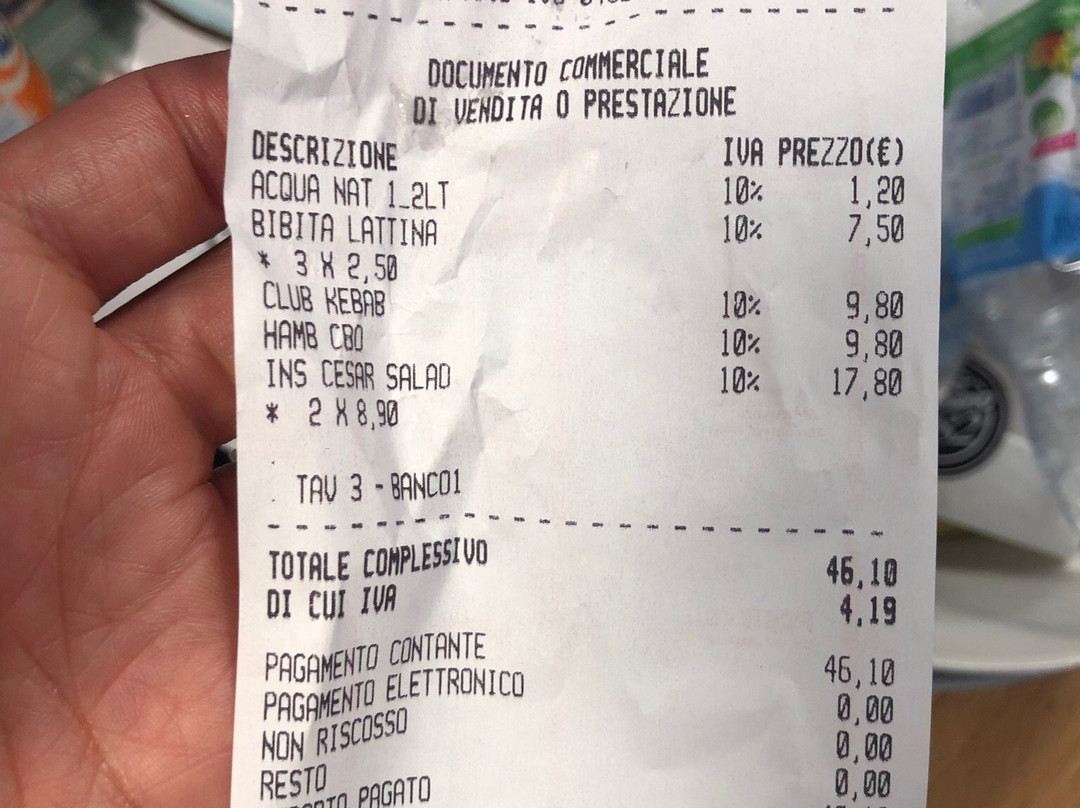 DOCUMENTO COMMERCIALE
DI VENDITA O PRESTAZIONE
DESCRIZIONE IVA PREZZO(€)
ACQUA NAT 1_2LT 10% 1,20
BIBITA LATTINA 10% 7,50
* 3 X 2,50
CLUB KEBAB 10% 9,80
HAMB CBO 10% 9,80
INS CESAR SALAD 10% 17,80
* 2 X 8,90
TAV 3 - BANCO1
TOTALE COMPLESSIVO 46,10
DI CUI IVA 4,19
PAGAMENTO CONTANTE 46,10
PAGAMENTO ELETTRONICO 0,00
NON RISCOSSO 0,00
RESTO 0,00
PAGATO